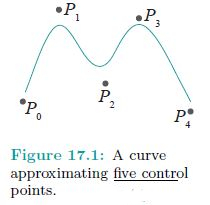 P1
P3
P0
P2
P4
Figure 17.1: A curve
approximating five control
points.